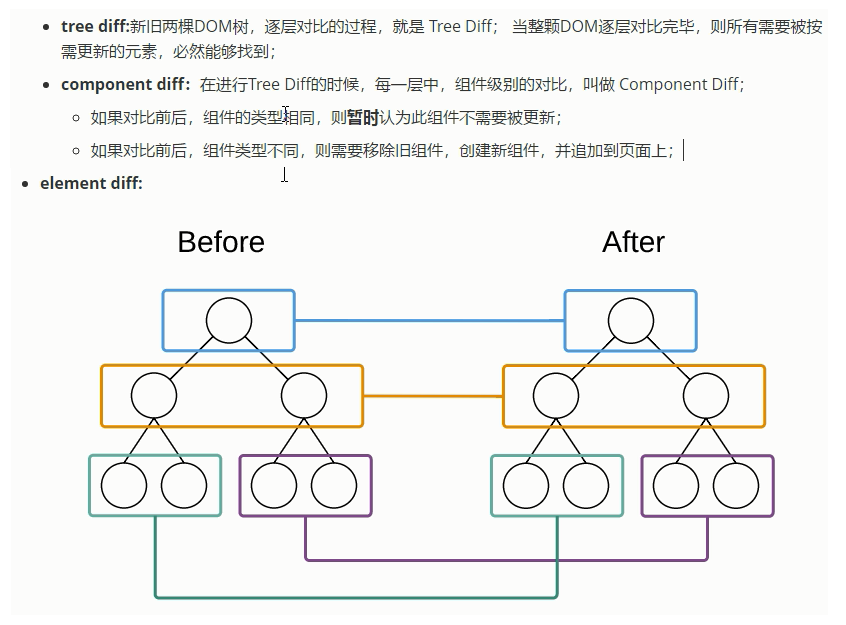 tree diff:新旧两棵DOM树，逐层对比的过程，就是 Tree Diff； 当整颗DOM逐层对比完毕，则所有需要被按
需更新的元素，必然能够找到；
component diff：在进行Tree Diff的时候，每一层中，组件级别的对比，叫做 Component Diff；
如果对比前后，组件的类型相同，则暂时认为此组件不需要被更新；
如果对比前后，组件类型不同，则需要移除旧组件，创建新组件，并追加到页面上；
element diff:
Before After